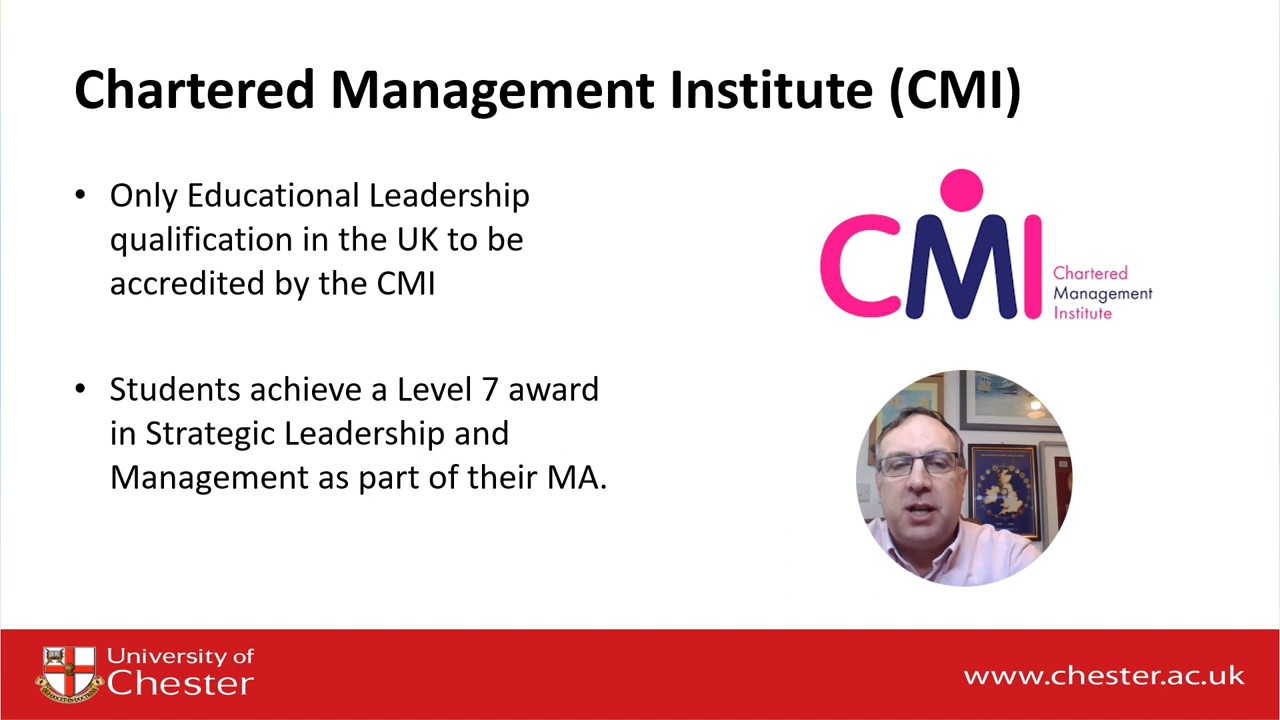 Chartered Management Institute (CMI)
• Only Educational Leadership
qualification in the UK to be
accredited by the CMI
• Students achieve a Level 7 award
in Strategic Leadership and
Management as part of their MA.
CMI
Chartered
Management
Institute
University of
Chester
www.chester.ac.uk